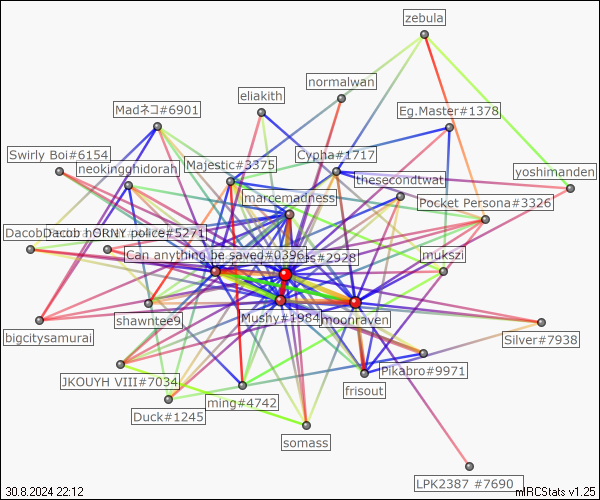 zebula
normalwan
eliakith
Madネコ#6901
Eg.Master#1378
Swirly Boi#6154
Cypha#1717
neokingghidorah
Majestic#3375
yoshimanden
thesecondtwat
marcemadness
Pocket Persona#3326
hORNY police#5271
Can anything be saved#0396
#2928
mukszi
shawntee9
Mushy#1984
moonraven
bigcitysamurai
Silver#7938
Pikabro#9971
JKOUYH VIII#7034
frisout
ming#4742
Duck#1245
somass
LPK2387 #7690
30.8.2024 22:12
mIRCStats v1.25